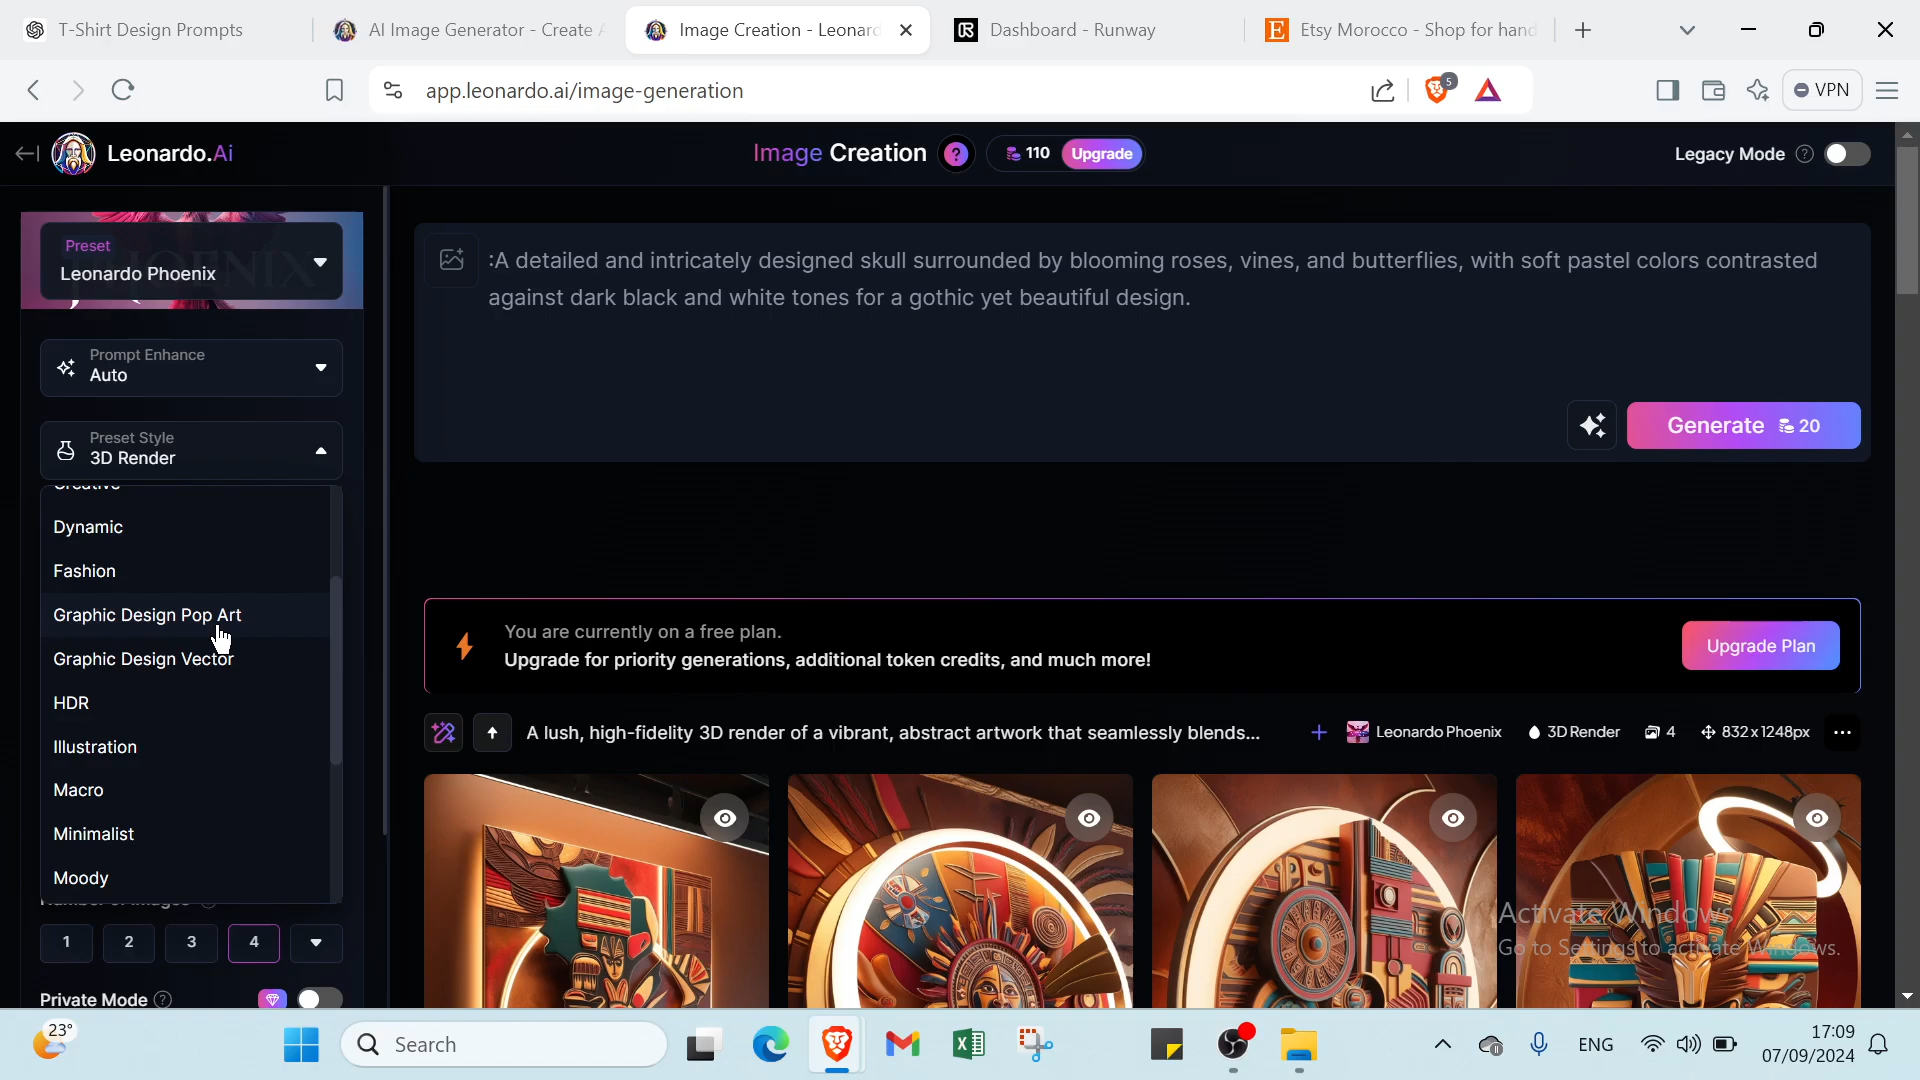 T-Shirt Design Prompts
AI Image Generator - Create
Image Creation - Leonard
Dashboard - Runway
Etsy Morocco - Shop for hand
app.leonardo.ai/image-generation
5
VPN
Leonardo.Ai
Image Creation
?
110
Upgrade
Legacy Mode
?
Preset
Leonardo Phoenix
:A detailed and intricately designed skull surrounded by blooming roses, vines, and butterflies, with soft pastel colors contrasted
against dark black and white tones for a gothic yet beautiful design.
Prompt Enhance
Auto
Generate 20
Preset Style
3D Render
Creative
Dynamic
Fashion
Graphic Design Pop Art
Graphic Design Vector
HDR
Illustration
Macro
Minimalist
Moody
You are currently on a free plan.
Upgrade for priority generations, additional token credits, and much more!
Upgrade Plan
A lush, high-fidelity 3D render of a vibrant, abstract artwork that seamlessly blends...
Leonardo Phoenix
3D Render
4
832x1248px
1
2
3
4
Private Mode ?
Activate Windows
Go to Settings to activate Windows.
23°
Search
ENG
17:09
07/09/2024